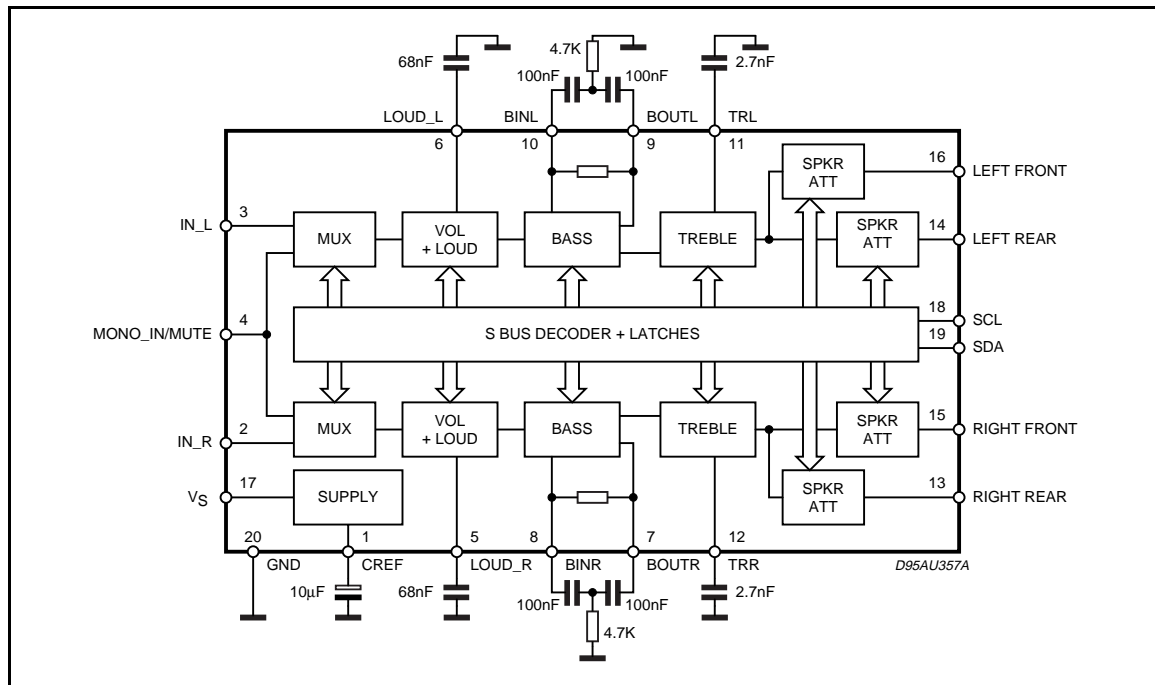 4.7K
68nF
100nF
100nF
2.7nF
LOUD_L
BINL
BOUTL
TRL
6
10
9
11
SPKR
ATT
16
LEFT FRONT
IN_L
3
MUX
VOL
+ LOUD
BASS
TREBLE
SPKR
ATT
14
LEFT REAR
MONO_IN/MUTE
4
S BUS DECODER + LATCHES
18
SCL
19
SDA
IN_R
2
MUX
VOL
+ LOUD
BASS
TREBLE
SPKR
ATT
15
RIGHT FRONT
VS
17
SUPPLY
SPKR
ATT
13
RIGHT REAR
20
1
5
8
7
12
GND
CREF
LOUD_R
BINR
BOUTR
TRR
D95AU357A
10µF
68nF
100nF
100nF
2.7nF
4.7K